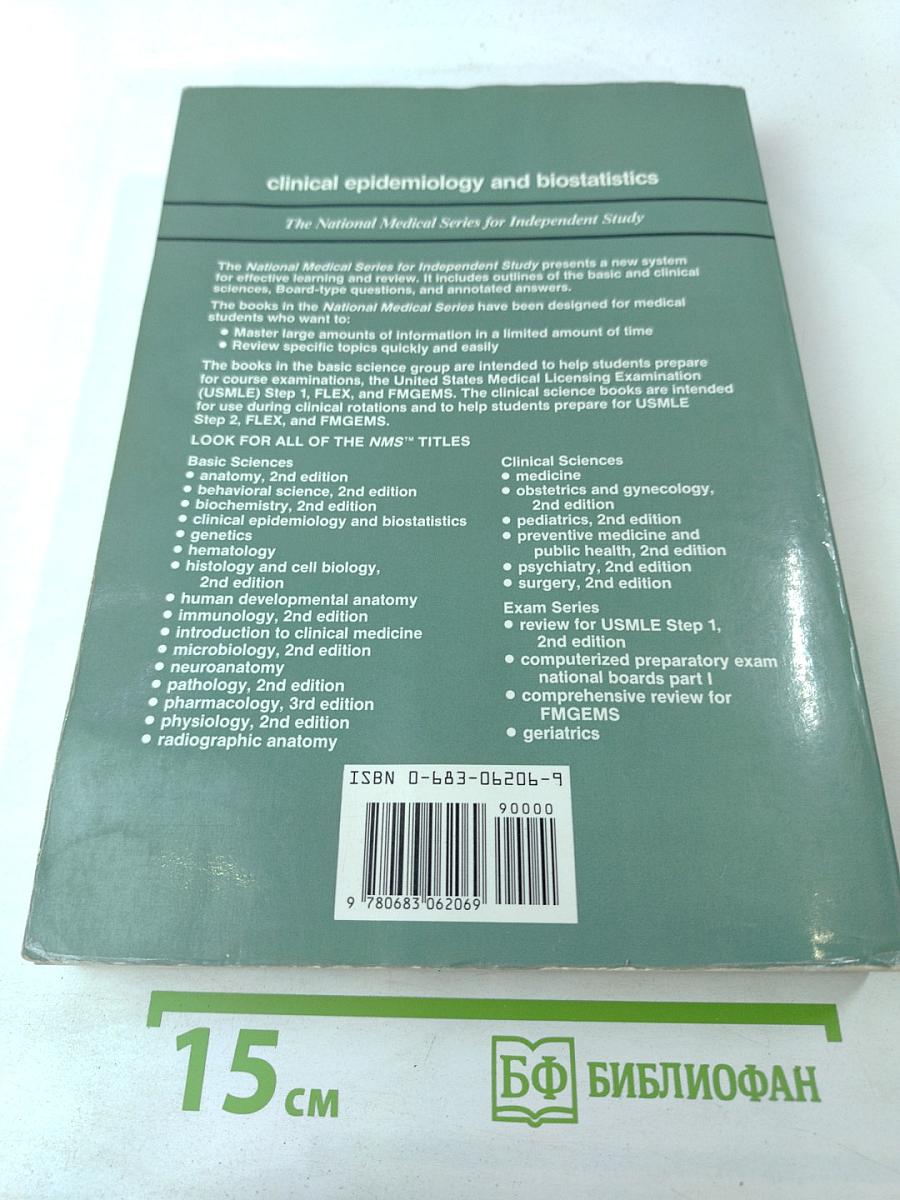 clinical epidemiology and biostatistics
The National Medical Series for Independent Study
The National Medical Series for Independent Study presents a new system
for effective learning and review. It includes outlines of the basic and clinical
sciences, Board-type questions, and annotated answers.
The books in the National Medical Series have been designed for medical
students who want to:
● Master large amounts of information in a limited amount of time
● Review specific topics quickly and easily
The books in the basic science group are intended to help students prepare
for course examinations, the United States Medical Licensing Examination
(USMLE) Step 1, FLEX, and FMGEMS. The clinical science books are intended
for use during clinical rotations and to help students prepare for USMLE
Step 2, FLEX, and FMGEMS.
LOOK FOR ALL OF THE NMS™ TITLES
Basic Sciences
● anatomy, 2nd edition
● behavioral science, 2nd edition
● biochemistry, 2nd edition
● clinical epidemiology and biostatistics
● genetics
● hematology
● histology and cell biology,
2nd edition
● human developmental anatomy
● immunology, 2nd edition
● introduction to clinical medicine
● microbiology, 2nd edition
● neuroanatomy
● pathology, 2nd edition
● pharmacology, 3rd edition
● physiology, 2nd edition
● radiographic anatomy
Clinical Sciences
● medicine
● obstetrics and gynecology,
2nd edition
● pediatrics, 2nd edition
● preventive medicine and
public health, 2nd edition
● psychiatry, 2nd edition
● surgery, 2nd edition
Exam Series
● review for USMLE Step 1,
2nd edition
● computerized preparatory exam
national boards part I
● comprehensive review for
FMGEMS
● geriatrics
ISBN 0-683-06206-9
90000
9 780683 062069
15 см
БФ БИБЛИОФАН